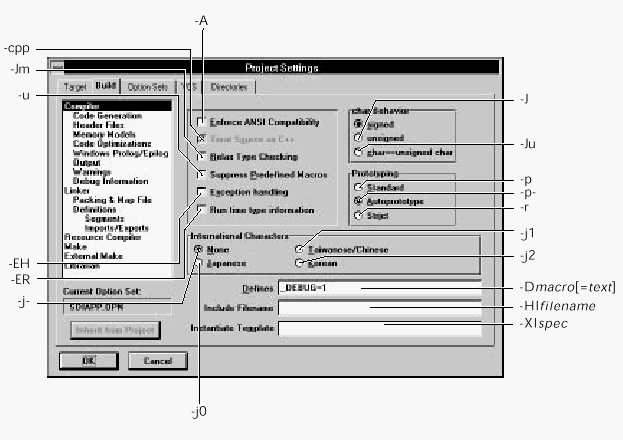 -A
-cpp
-Jm
-u
Project Settings
Target Build Option Sets VCS Directories
Compiler
Code Generation
Header Files
Memory Models
Code Optimizations
Windows Prolog/Epilog
Output
Warnings
Debug Information
Linker
Packing & Map File
Definitions
Segments
Imports/Exports
Resource Compiler
Make
External Make
Librarian
Enforce ANSI Compatibility
Treat Source as C++
Relax Type Checking
Suppress Predefined Macros
Exception handling
Run time type information
char Behavior
signed
unsigned
char==unsigned char
-J
-Ju
Prototyping
Standard
Autoprototype
Strict
-p
-p-
-r
International Characters
None
Taiwanese/Chinese
Japanese
Korean
-j1
-j2
-EH
-ER
-j-
Current Option Set:
SDIAPP.OPN
Inherit from Project
Defines _DEBUG=1
Include Filename
Instantiate Template
-Dmacro[=text]
-HIfilename
-XIspec
OK
Cancel
-j0